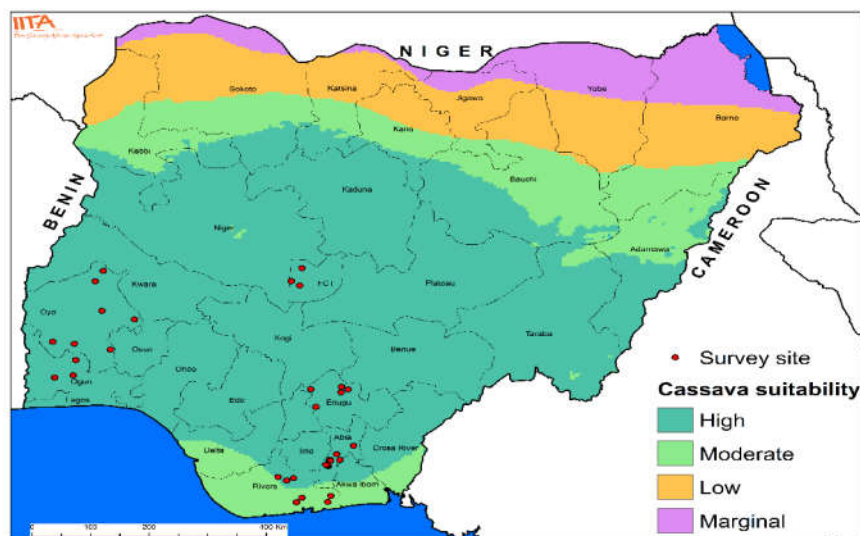 IITA
NIGER
Sokoto
Katsina
Jigawa
Yobe
Borno
Kano
Kebbi
Bauchi
BENIN
Kaduna
Niger
Adamawa
CAMEROON
FCT
Kwara
Plateau
Oyo
Taraba
Kogi
Osun
Benue
Ondo
Ogun
Enugu
Lagos
Edo
Abia
Imo
Cross River
Delta
Rivers
Akwa Ibom
Survey site
Cassava suitability
High
Moderate
Low
Marginal
0 100 200 400 Km